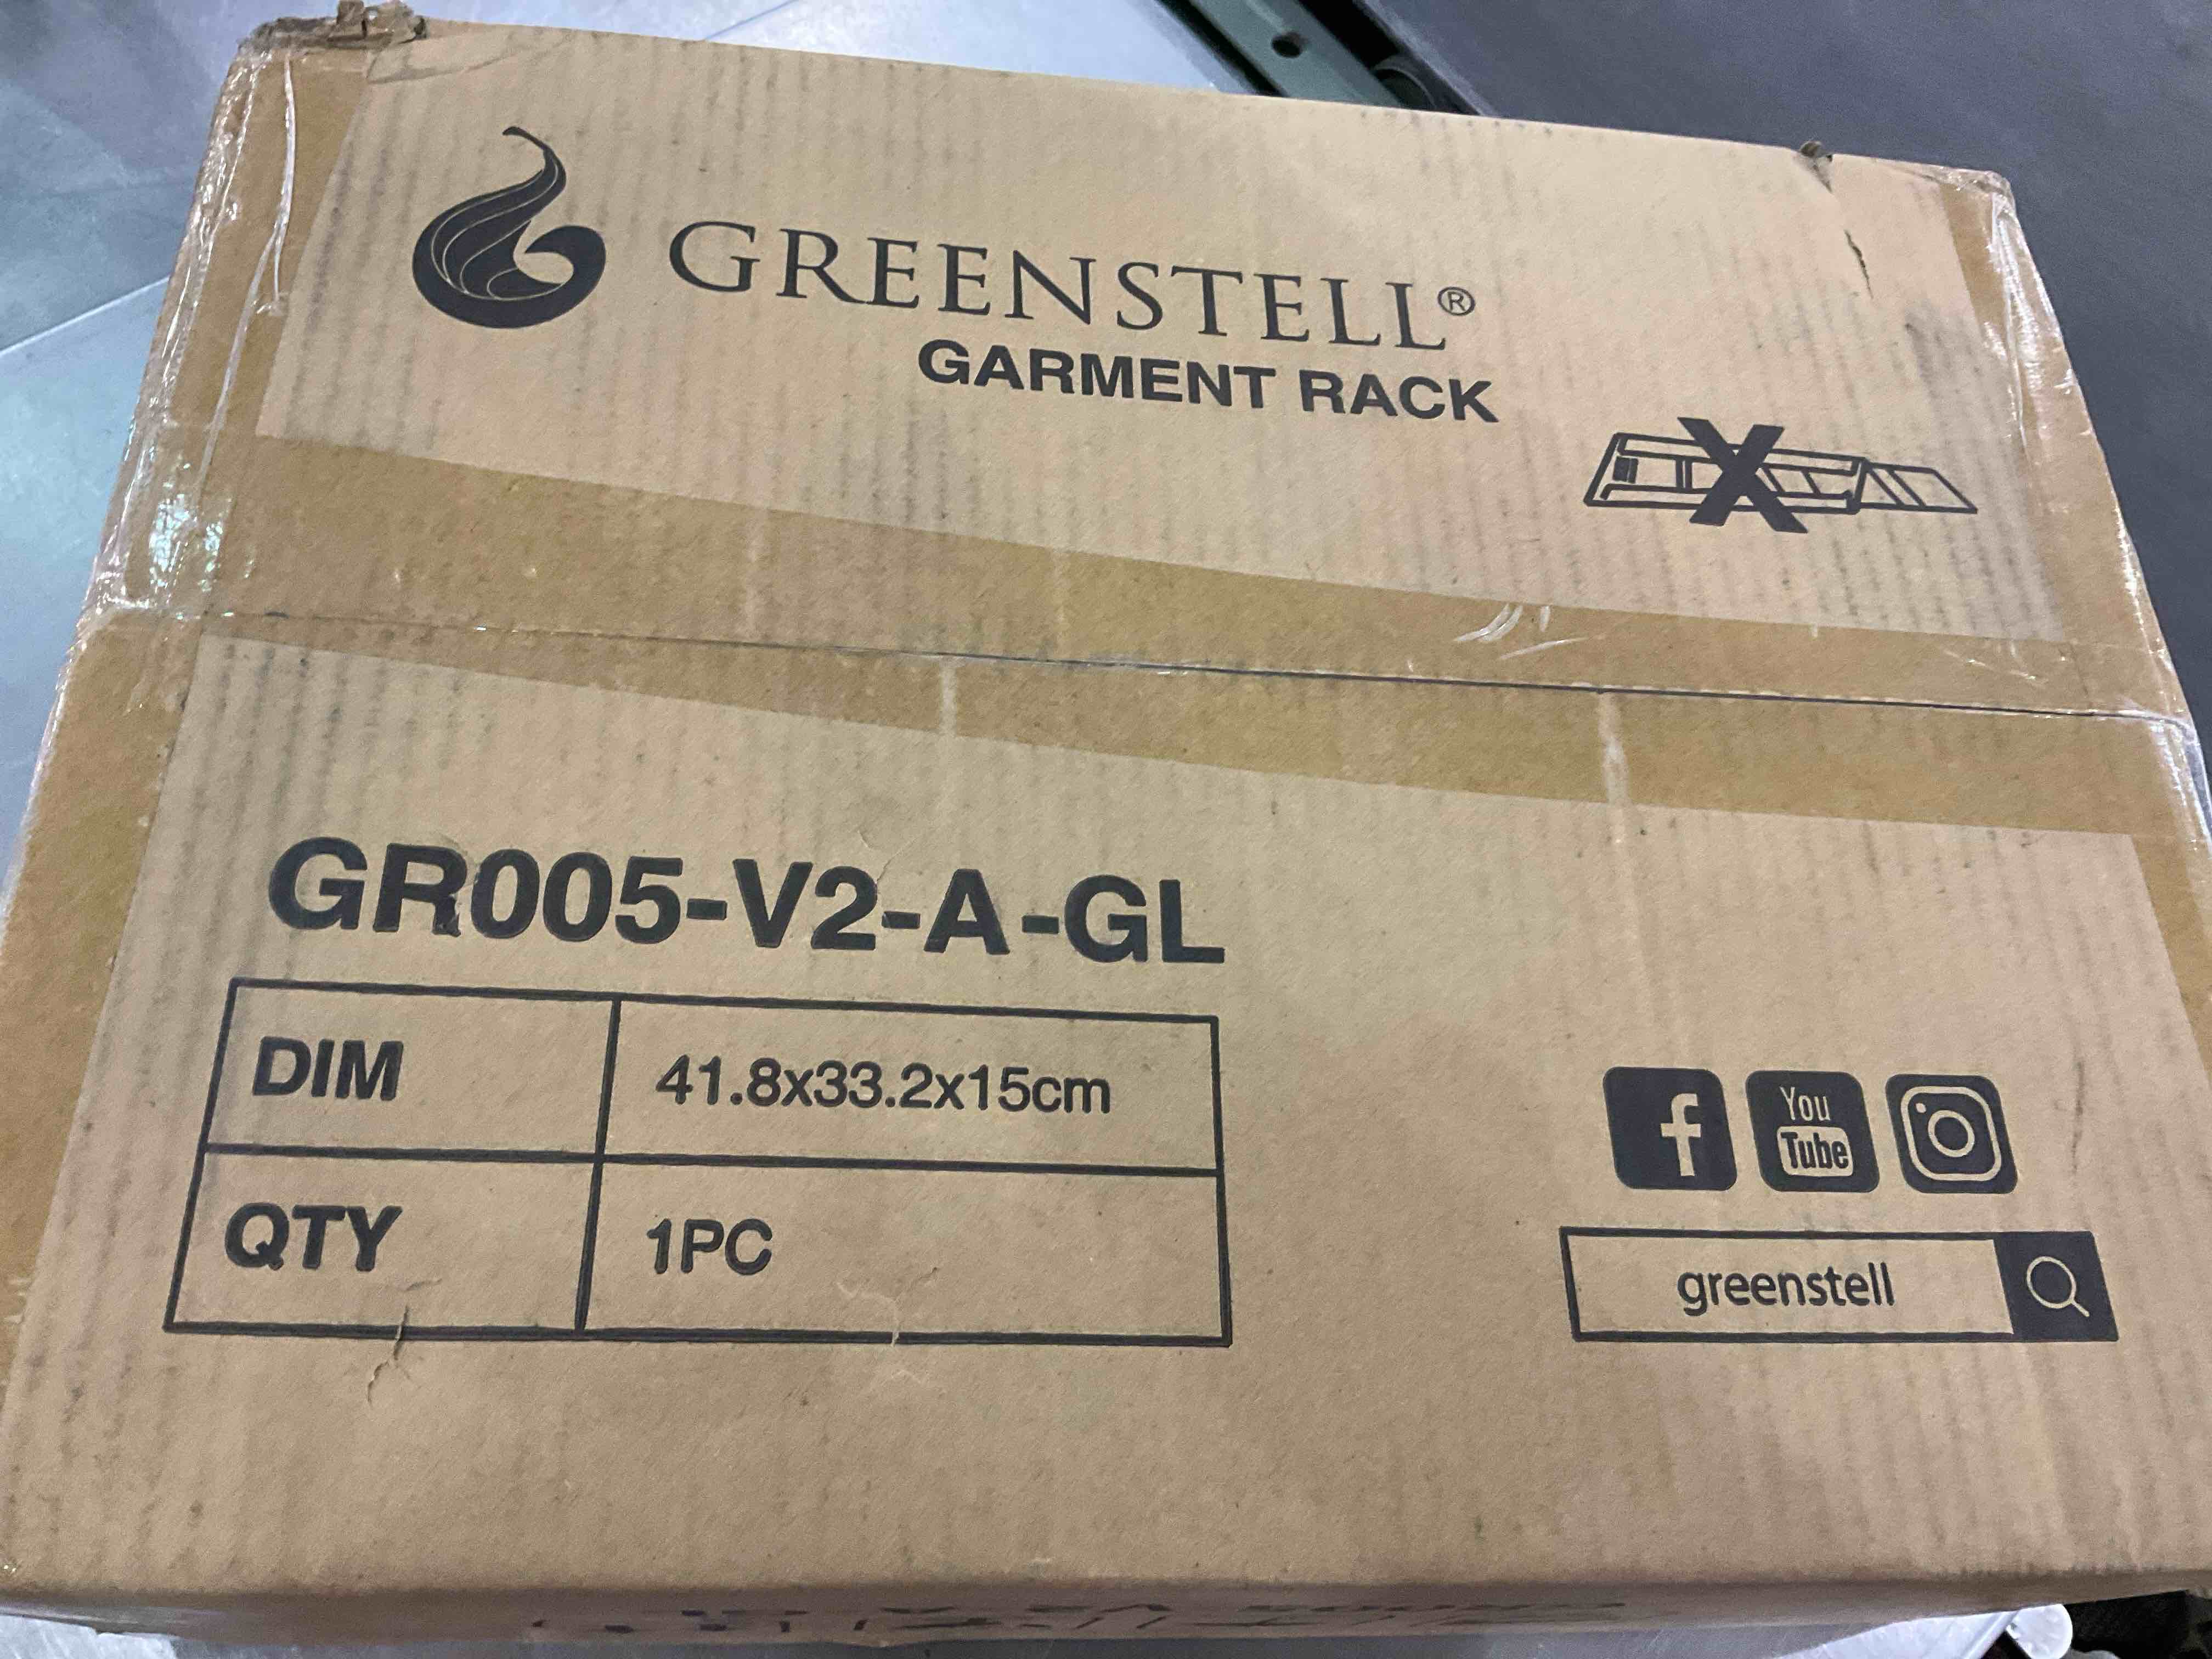 GREENSTELL®
GARMENT RACK
X
GR005-V2-A-GL
DIM 41.8x33.2x15cm
QTY 1PC
f You Tube
greenstell